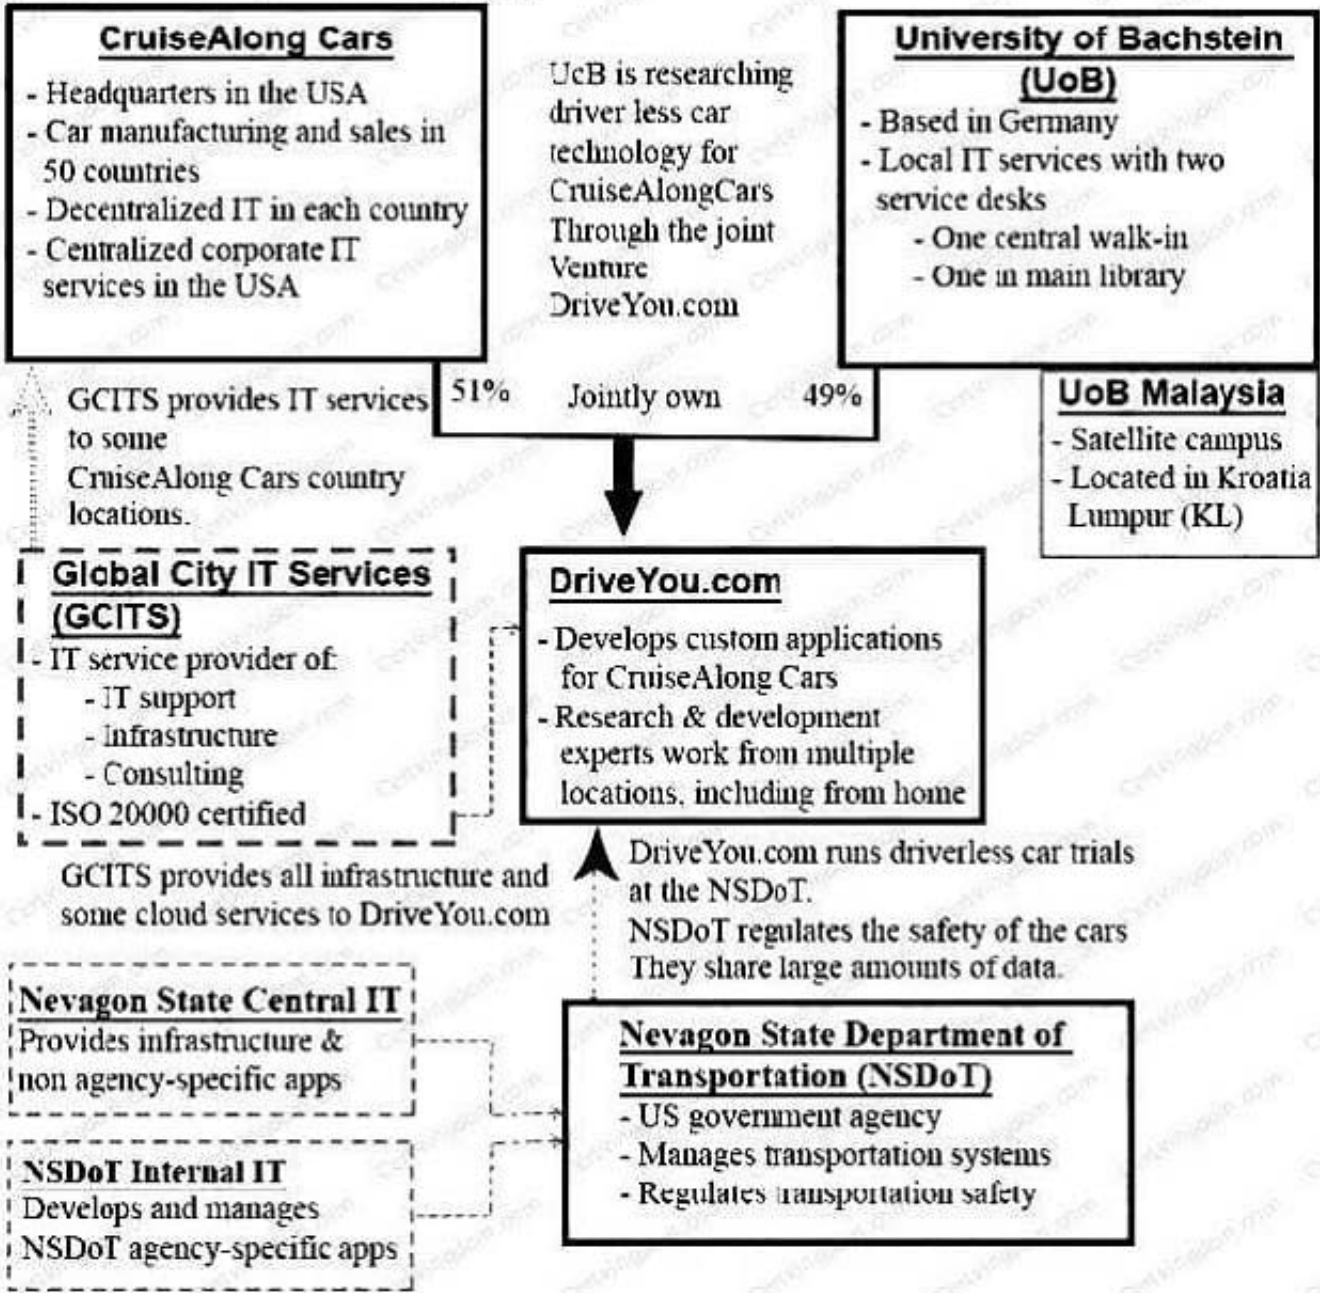 CruiseAlong Cars
- Headquarters in the USA
- Car manufacturing and sales in
50 countries
- Decentralized IT in each country
- Centralized corporate IT
services in the USA
UcB is researching
driver less car
technology for
CruiseAlongCars
Through the joint
Venture
DriveYou.com
University of Bachstein
(UoB)
- Based in Germany
- Local IT services with two
service desks
- One central walk-in
- One in main library
51% Jointly own 49%
UoB Malaysia
- Satellite campus
- Located in Kroatia
Lumpur (KL)
GCITS provides IT services
to some
CruiseAlong Cars country
locations.
Global City IT Services
(GCITS)
- IT service provider of:
- IT support
- Infrastructure
- Consulting
- ISO 20000 certified
DriveYou.com
- Develops custom applications
for CruiseAlong Cars
- Research & development
experts work from multiple
locations, including from home
GCITS provides all infrastructure and
some cloud services to DriveYou.com
DriveYou.com runs driverless car trials
at the NSDoT.
NSDoT regulates the safety of the cars
They share large amounts of data.
Nevagon State Central IT
Provides infrastructure &
non agency-specific apps
NSDoT Internal IT
Develops and manages
NSDoT agency-specific apps
Nevagon State Department of
Transportation (NSDoT)
- US government agency
- Manages transportation systems
- Regulates transportation safety